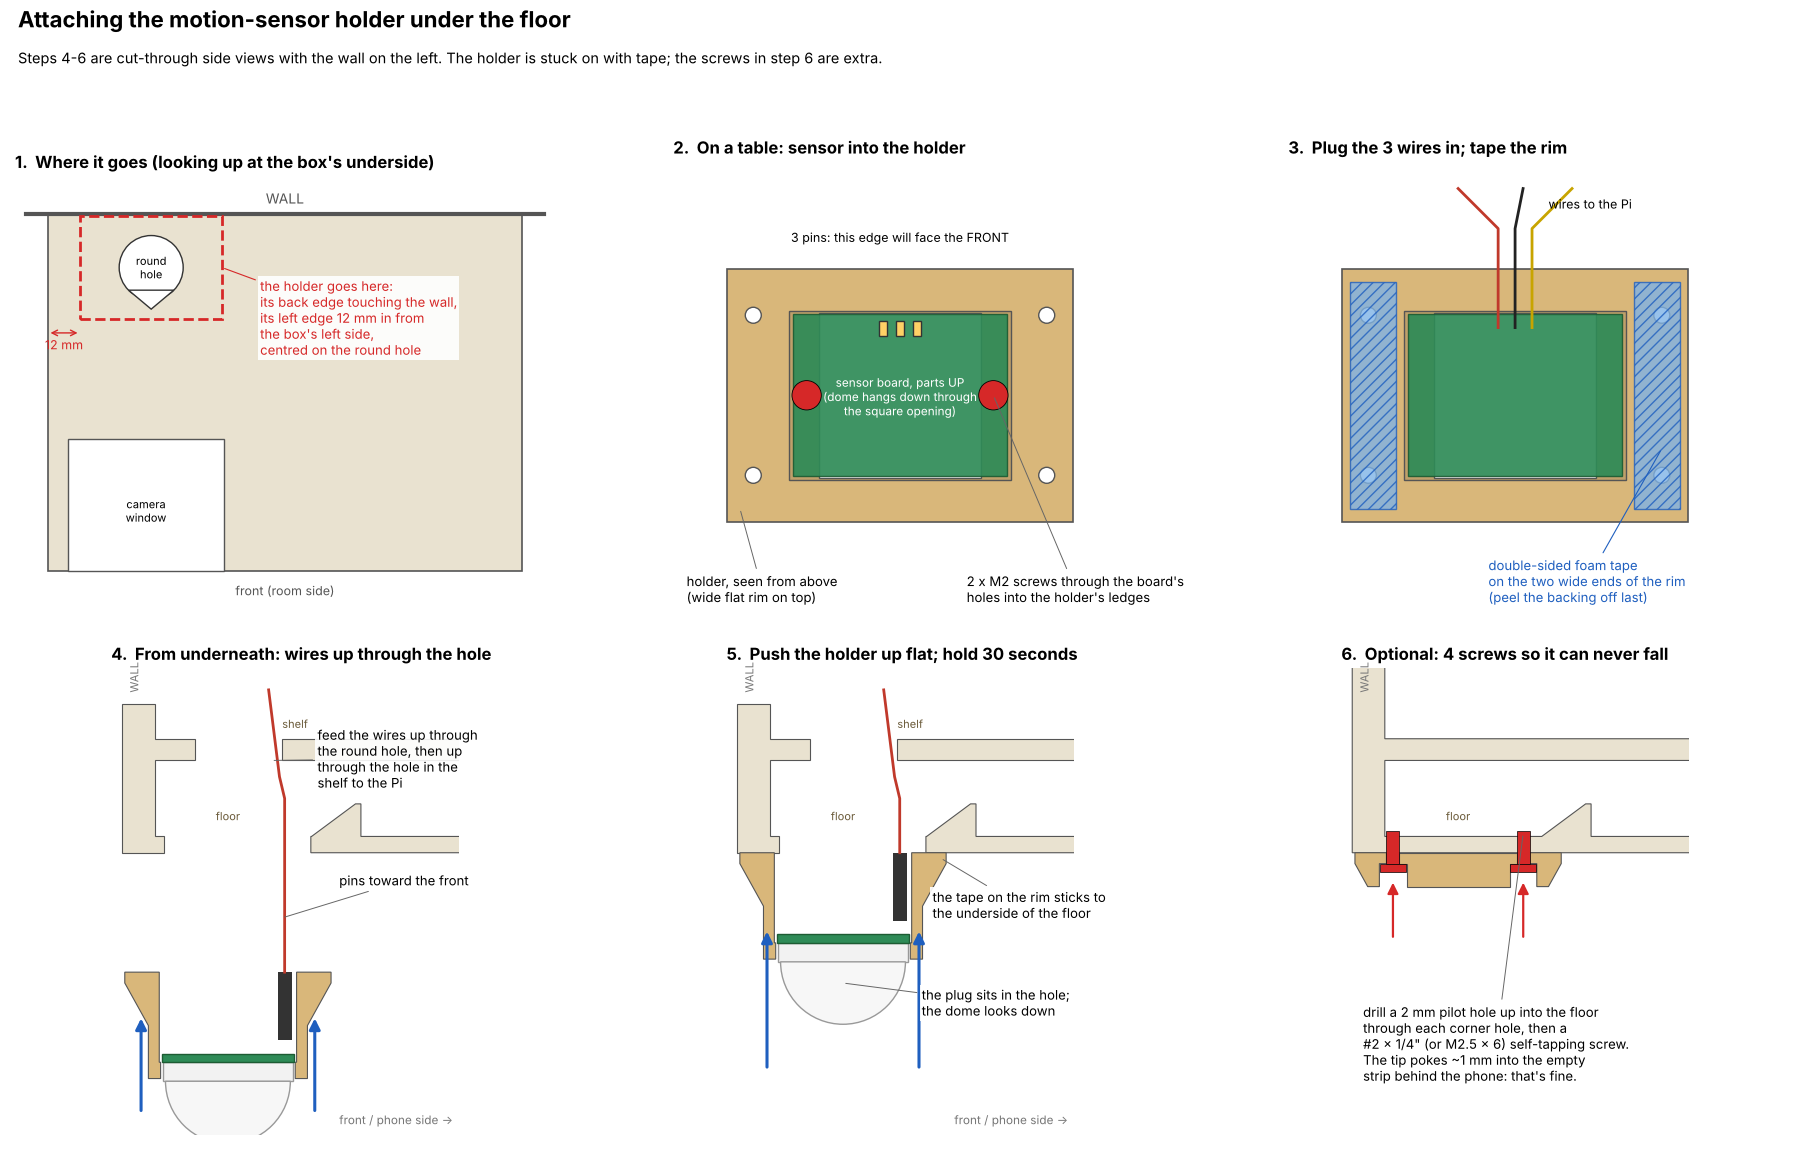 Attaching the motion-sensor holder under the floor
Steps 4-6 are cut-through side views with the wall on the left. The holder is stuck on with tape; the screws in step 6 are extra.
1. Where it goes (looking up at the box's underside)
WALL
round
hole
the holder goes here:
its back edge touching the wall,
its left edge 12 mm in from
the box's left side,
centred on the round hole
12 mm
camera
window
front (room side)
2. On a table: sensor into the holder
3 pins: this edge will face the FRONT
sensor board, parts UP
(dome hangs down through
the square opening)
holder, seen from above
(wide flat rim on top)
2 x M2 screws through the board's
holes into the holder's ledges
3. Plug the 3 wires in; tape the rim
wires to the Pi
double-sided foam tape
on the two wide ends of the rim
(peel the backing off last)
4. From underneath: wires up through the hole
WALL
shelf
feed the wires up through
the round hole, then up
through the hole in the
shelf to the Pi
floor
pins toward the front
front / phone side →
5. Push the holder up flat; hold 30 seconds
WALL
shelf
floor
the tape on the rim sticks to
the underside of the floor
the plug sits in the hole;
the dome looks down
front / phone side →
6. Optional: 4 screws so it can never fall
WALL
floor
drill a 2 mm pilot hole up into the floor
through each corner hole, then a
#2 × 1/4" (or M2.5 × 6) self-tapping screw.
The tip pokes ~1 mm into the empty
strip behind the phone: that's fine.